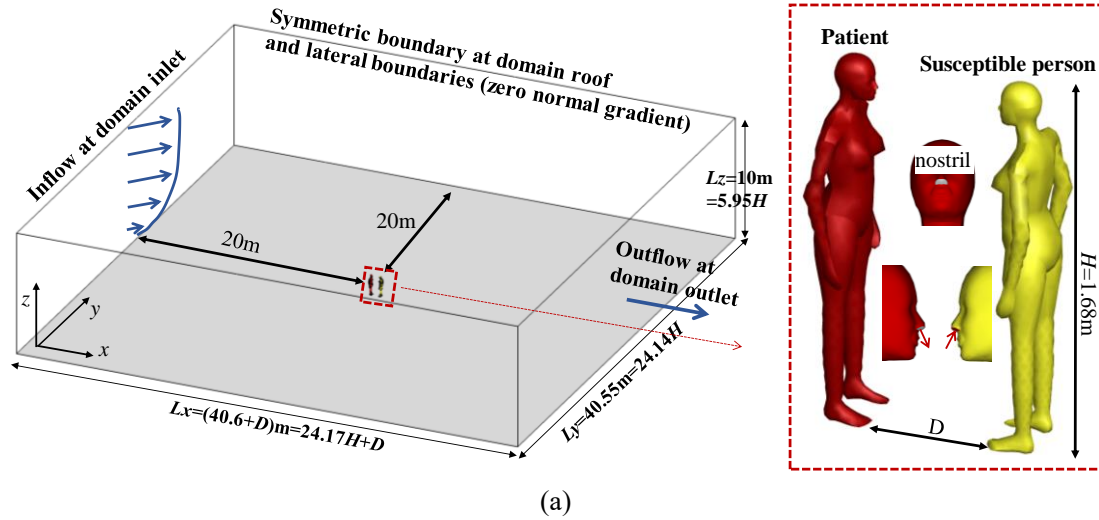 Symmetric boundary at domain roof
and lateral boundaries (zero normal gradient)
Inflow at domain inlet
Lz=10m
=5.95H
20m
20m
Outflow at
domain outlet
z
y
x
Lx=(40.6+D)m=24.17H+D
Ly=40.55m=24.14H
Patient
Susceptible person
nostril
H=1.68m
D
(a)